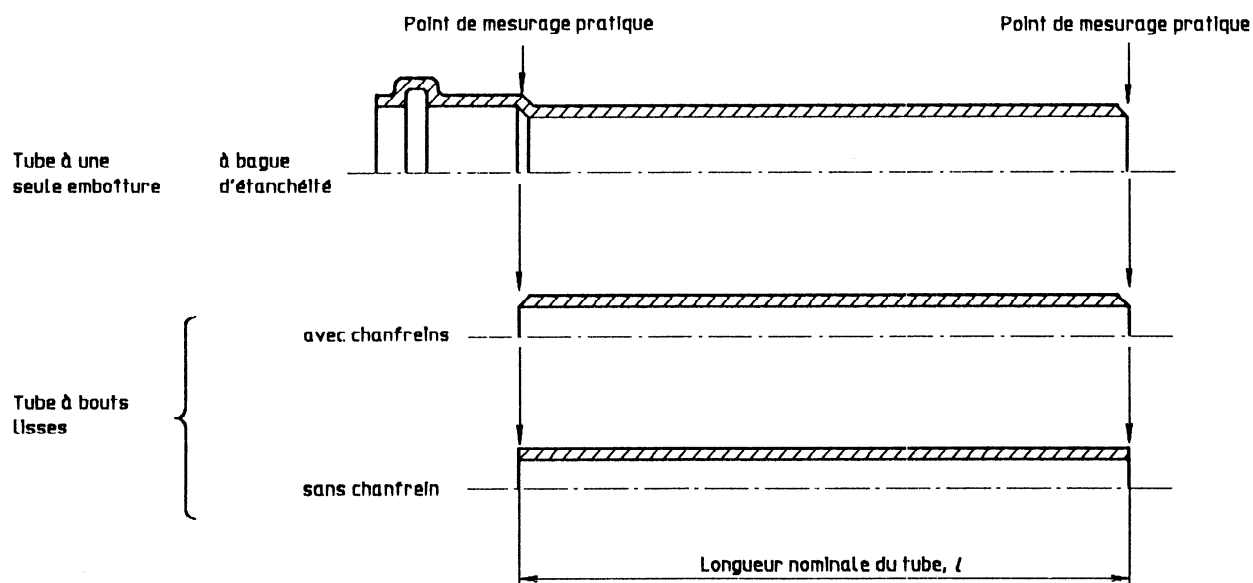 Point de mesurage pratique
Point de mesurage pratique
Tube à une
seule emboîture
à bague
d'étanchéité
avec chanfreins
Tube à bouts
lisses
sans chanfrein
Longueur nominale du tube, l